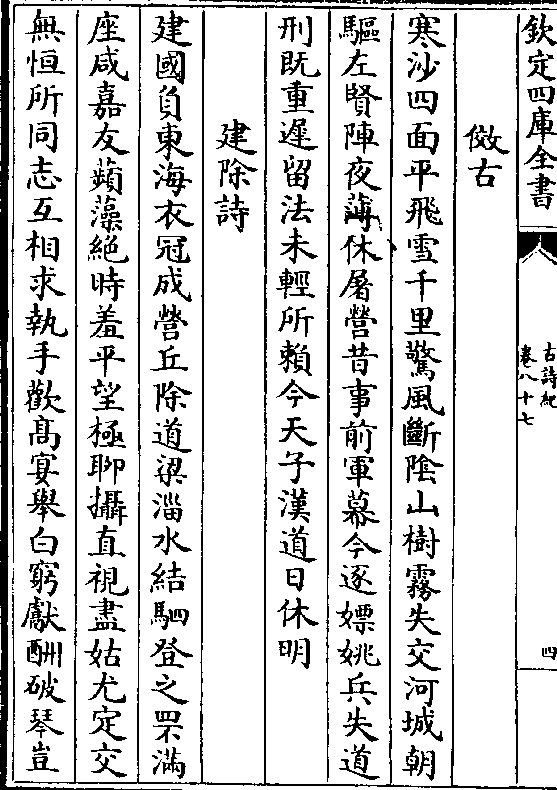 欽定四庫全書
古詩紀
卷八十七
四
傚古
寒沙四面平飛雪千里驚風斷陰山樹霧失交河城朝
驅左賢陣夜薄休屠營昔事前軍幕今逐嫖姚兵失道
刑既重遲留法未輕所賴今天子漢道日休明
建除詩
建國負東海衣冠成營丘除道梁淄水結駟登之罘滿
座咸嘉友蘋藻絶時羞平望極聊攝直視盡姑尤定交
無恒所同志互相求執手歡髙宴舉白窮獻酬破琴豈